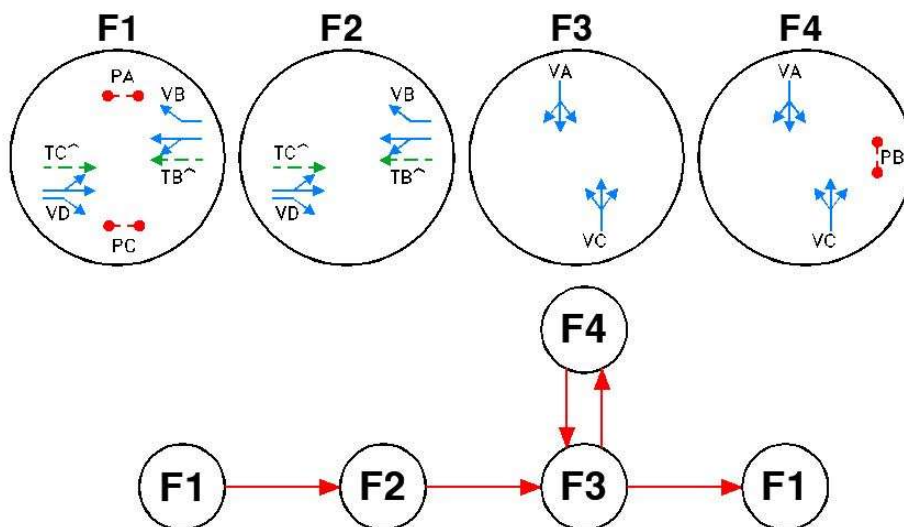 F1 F2 F3 F4
PA
VB
TC^
TB^
VD
PC
VB
TC^
TB^
VD
VA
VC
VA
PB
VC
F4
F1 F2 F3 F1